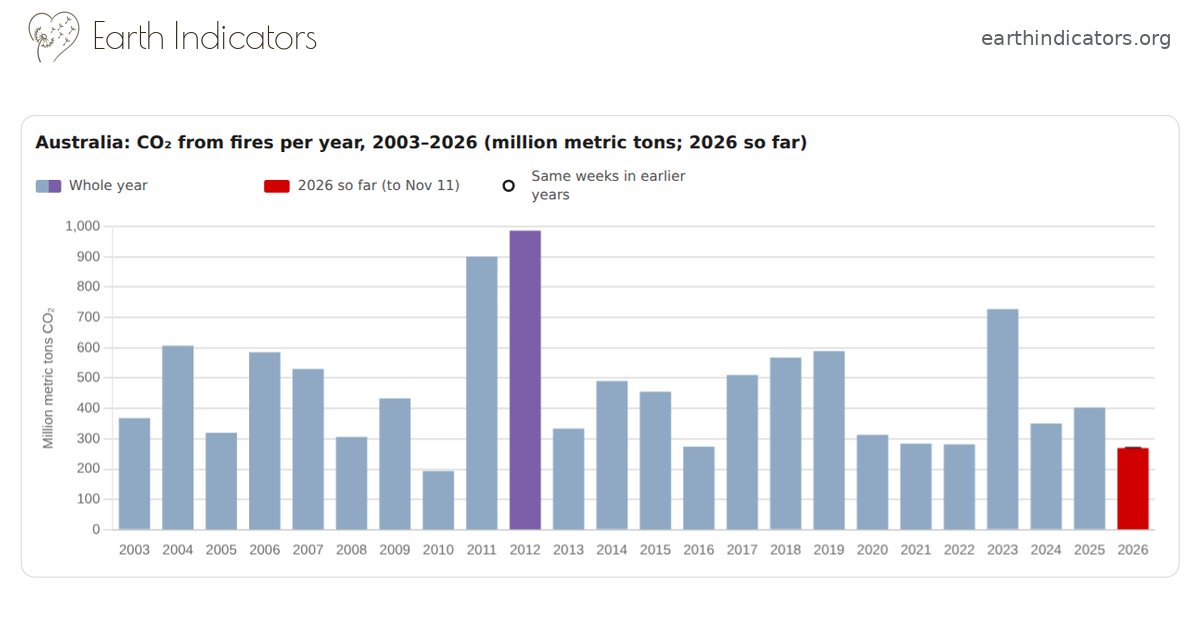 Earth Indicators
earthindicators.org
Australia: CO₂ from fires per year, 2003–2026 (million metric tons; 2026 so far)
Whole year
2026 so far (to Nov 11)
Same weeks in earlier
years
Million metric tons CO₂
1,000
900
800
700
600
500
400
300
200
100
0
2003 2004 2005 2006 2007 2008 2009 2010 2011 2012 2013 2014 2015 2016 2017 2018 2019 2020 2021 2022 2023 2024 2025 2026